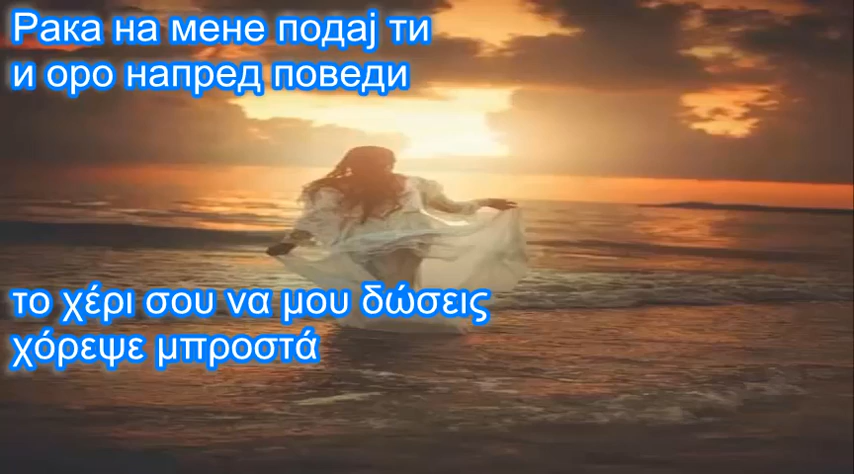 Рака на мене подај ти
и оро напред поведи
το χέρι σου να μου δώσεις
χόρεψε μπροστά